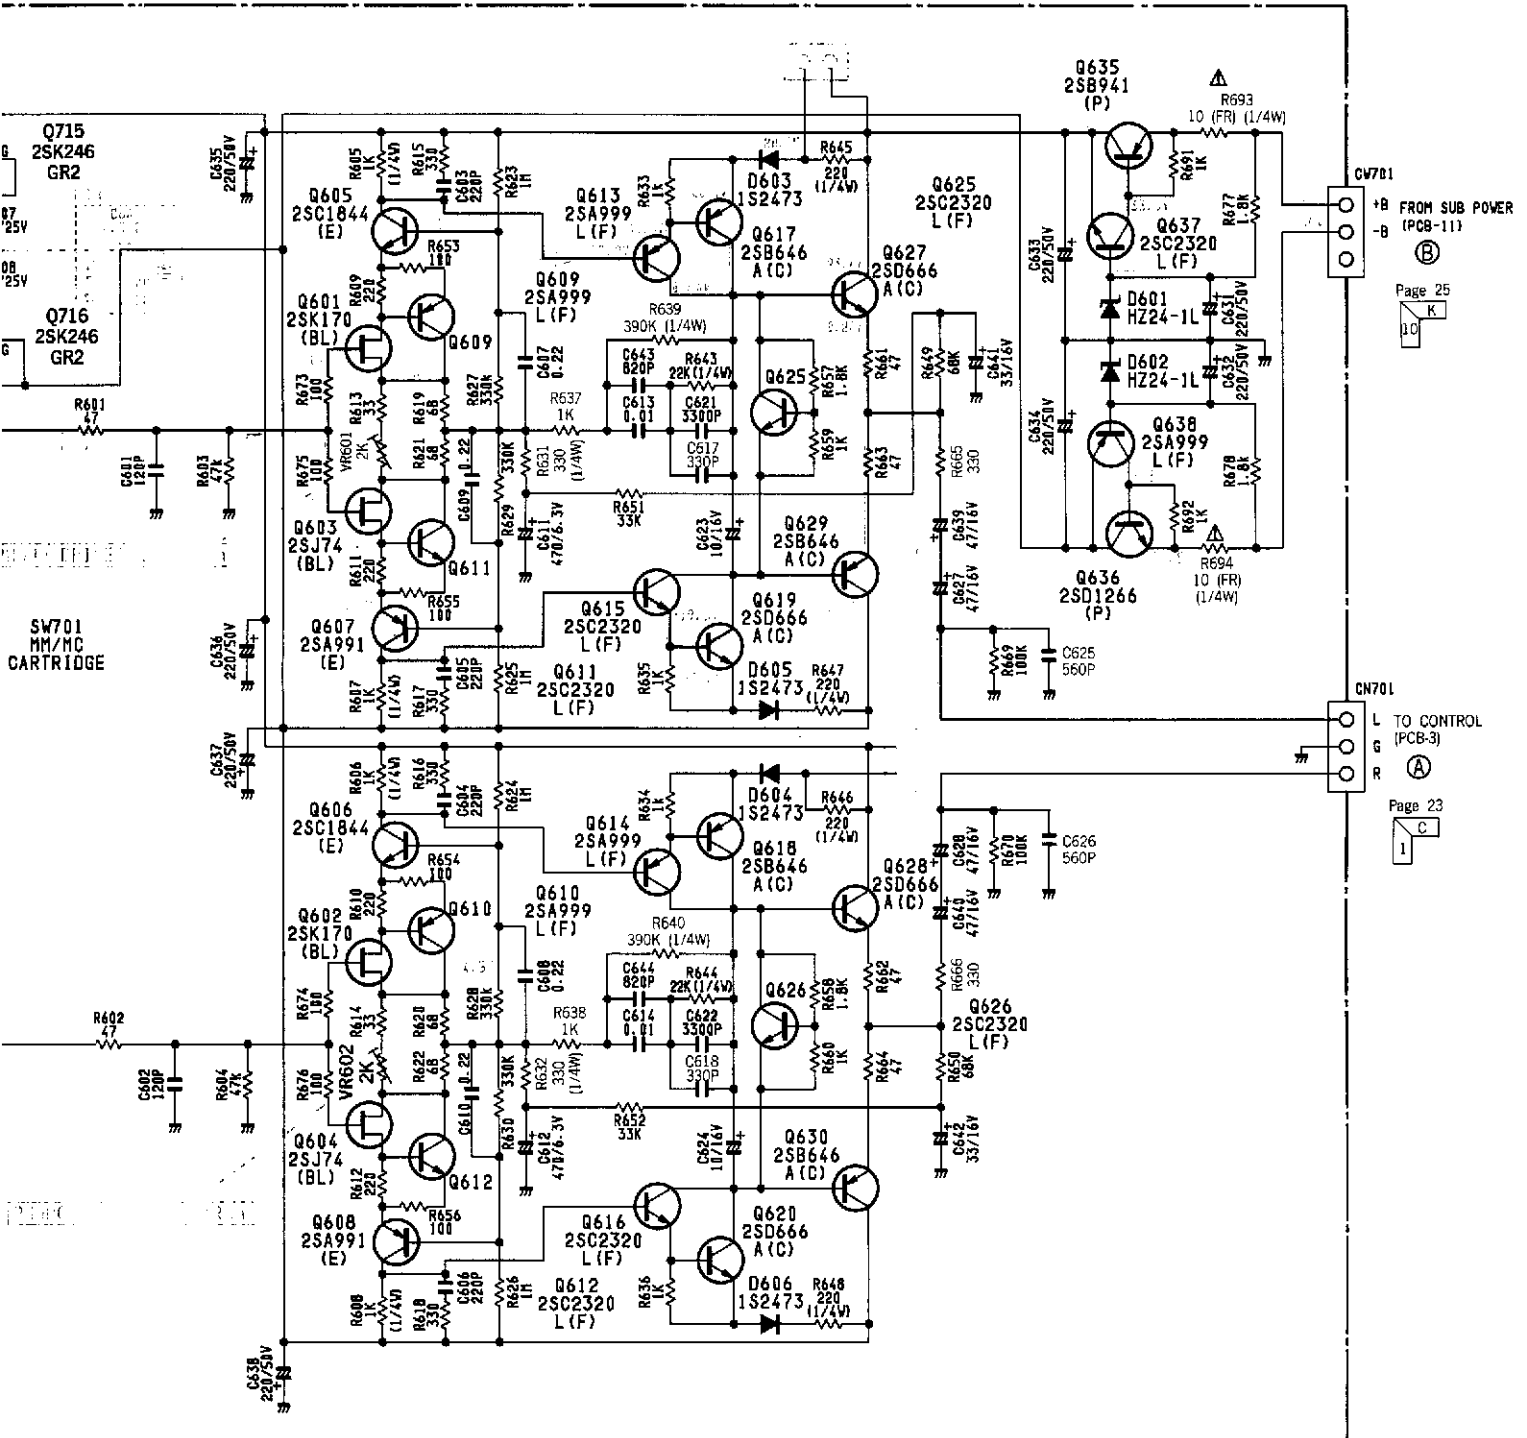 Q715
2SK246
GR2
Q716
2SK246
GR2
G
G
'25V
'25V
R601
47
C601
120P
R603
47k
SW701
MM/MC
CARTRIDGE
C635
220/50V
C636
220/50V
C637
220/50V
R605
1K
(1/4W)
R615
330
C603
220P
R623
1M
Q605
2SC1844
(E)
R653
100
R609
220
Q601
2SK170
(BL)
Q609
R673
100
R613
33
R619
68
VR601
2K
R621
68
R675
100
R627
330k
C607
0.22
C609
0.22
330K
R629
Q603
2SJ74
(BL)
R611
220
Q611
R655
100
Q607
2SA991
(E)
R607
1K
(1/4W)
R617
330
C605
220P
R625
1M
Q613
2SA999
L(F)
Q609
2SA999
L(F)
R633
1k
D603
1S2473
R645
220
(1/4W)
Q617
2SB646
A(C)
R639
390K (1/4W)
C643
820P
R643
22K(1/4W)
C613
0.01
C621
3300P
C617
330P
R637
1K
R631
330
(1/4W)
R651
33K
C611
470/6.3V
C623
10/16V
Q625
R657
1.8K
R659
1K
Q627
2SD666
A(C)
R661
47
R663
47
Q629
2SB646
A(C)
Q615
2SC2320
L(F)
Q611
2SC2320
L(F)
Q619
2SD666
A(C)
R635
1K
D605
1S2473
R647
220
(1/4W)
Q625
2SC2320
L(F)
R649
68K
C641
33/16V
R665
330
C639
47/16V
C627
47/16V
R669
100K
C625
560P
Q635
2SB941
(P)
R693
10 (FR) (1/4W)
R691
1K
R677
1.8K
Q637
2SC2320
L(F)
C633
220/50V
D601
HZ24-1L
C631
220/50V
D602
HZ24-1L
C632
220/50V
C634
220/50V
Q638
2SA999
L(F)
R678
1.8k
R692
1K
R694
10 (FR)
(1/4W)
Q636
2SD1266
(P)
CW701
+B
-B
FROM SUB POWER
(PCB-11)
B
Page 25
K
10
CN701
L
G
R
TO CONTROL
(PCB-3)
A
Page 23
C
1
R602
47
C602
120P
R604
47K
R606
1K
(1/4W)
R616
330
C604
220P
R624
1M
Q606
2SC1844
(E)
R654
100
R610
220
Q602
2SK170
(BL)
Q610
R674
100
R614
33
R620
68
VR602
2K
R622
68
R676
100
R628
330k
C608
0.22
C610
0.22
330K
R630
Q604
2SJ74
(BL)
R612
220
Q612
R656
100
Q608
2SA991
(E)
R608
1K
(1/4W)
R618
330
C606
220P
R626
1M
C638
220/50V
Q614
2SA999
L(F)
Q610
2SA999
L(F)
R634
1k
D604
1S2473
R646
220
(1/4W)
Q618
2SB646
A(C)
R640
390K (1/4W)
C644
820P
R644
22K(1/4W)
C614
0.01
C622
3300P
C618
330P
R638
1K
R632
330
(1/4W)
R652
33K
C612
470/6.3V
C624
10/16V
Q626
R658
1.8K
R660
1K
Q628
2SD666
A(C)
R662
47
R664
47
Q630
2SB646
A(C)
Q616
2SC2320
L(F)
Q612
2SC2320
L(F)
Q620
2SD666
A(C)
R636
1K
D606
1S2473
R648
220
(1/4W)
C628
47/16V
C640
47/16V
R670
100K
C626
560P
R666
330
Q626
2SC2320
L(F)
R650
68K
C642
33/16V